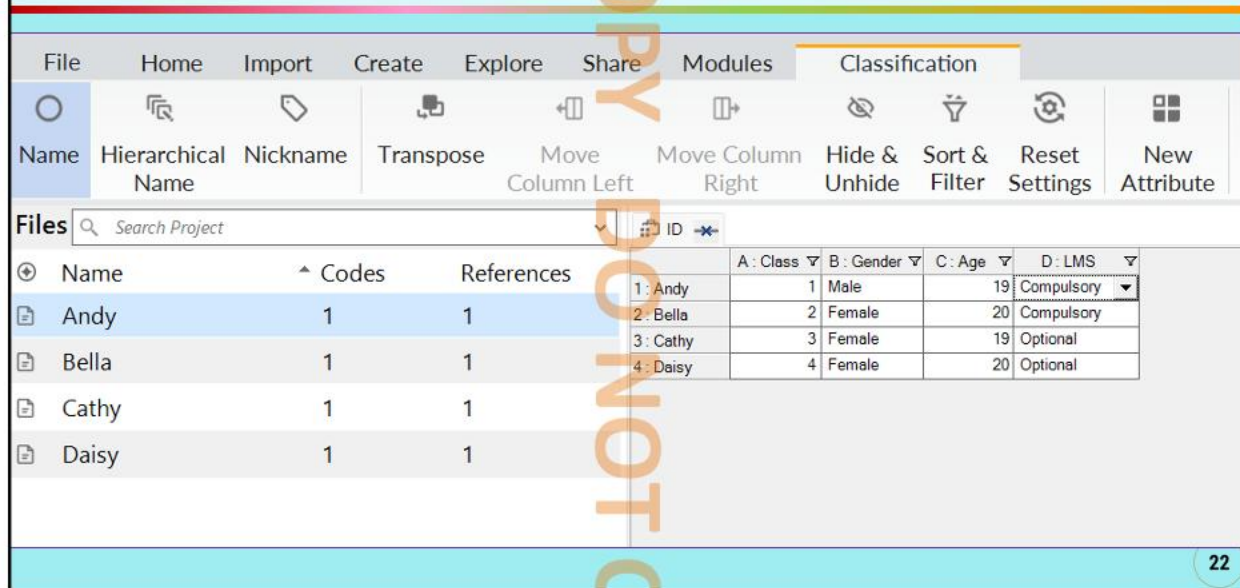 File Home Import Create Explore Share Modules Classification
Name Hierarchical Name Nickname Transpose Move Column Left Move Column Right Hide & Unhide Sort & Filter Reset Settings New Attribute
Files Search Project
ID
Name Codes References
Andy 1 1
Bella 1 1
Cathy 1 1
Daisy 1 1
A : Class B : Gender C : Age D : LMS
1 : Andy 1 Male 19 Compulsory
2 : Bella 2 Female 20 Compulsory
3 : Cathy 3 Female 19 Optional
4 : Daisy 4 Female 20 Optional
OPY DO NOT C
22